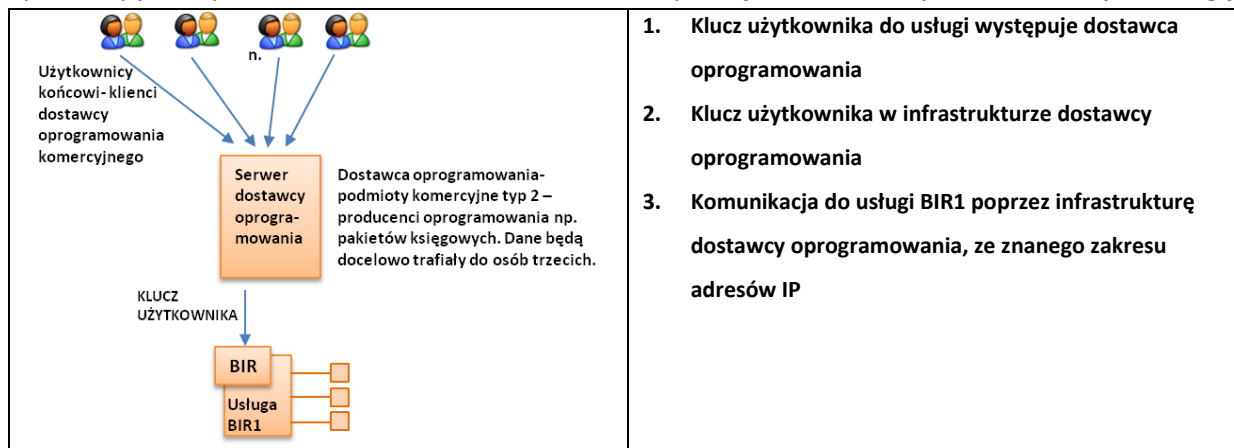 n.
Użytkownicy
końcowi- klienci
dostawcy
oprogramowania
komercyjnego
Serwer
dostawcy
oprogra-
mowania
Dostawca oprogramowania-
podmioty komercyjne typ 2 –
producenci oprogramowania np.
pakietów księgowych. Dane będą
docelowo trafiały do osób trzecich.
KLUCZ
UŻYTKOWNIKA
BIR
Usługa
BIR1
1. Klucz użytkownika do usługi występuje dostawca
oprogramowania
2. Klucz użytkownika w infrastrukturze dostawcy
oprogramowania
3. Komunikacja do usługi BIR1 poprzez infrastrukturę
dostawcy oprogramowania, ze znanego zakresu
adresów IP